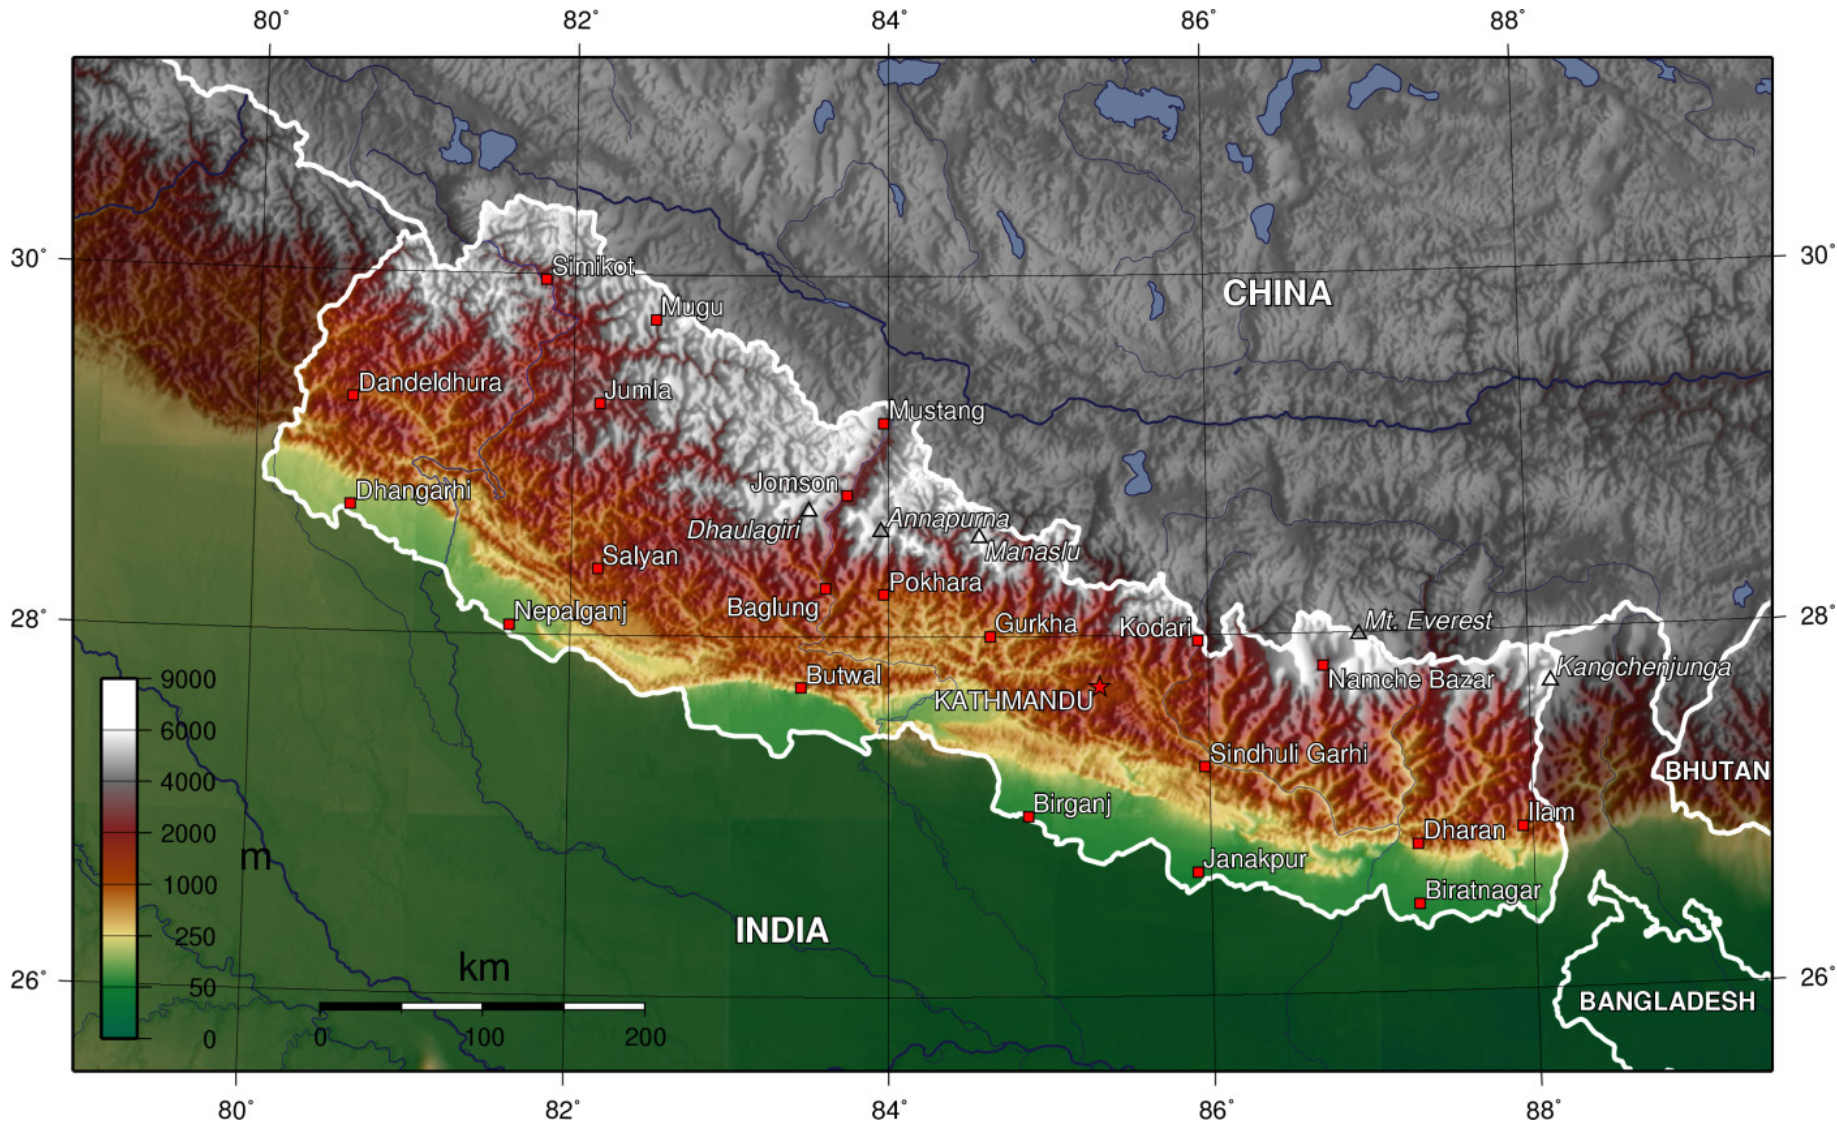 80°
82°
84°
86°
88°
30°
30°
Simikot
CHINA
Mugu
Dandeldhura
Jumla
Mustang
Jomson
Dhangarhi
Annapurna
Dhaulagiri
Manaslu
Salyan
Pokhara
Baglung
Nepalganj
28°
28°
Mt. Everest
Gurkha
Kodari
Kangchenjunga
Namche Bazar
Butwal
KATHMANDU
9000
6000
4000
2000
1000
250
50
0
m
Sindhuli Garhi
BHUTAN
Birganj
Ilam
Dharan
Janakpur
Biratnagar
INDIA
km
26°
26°
BANGLADESH
0
100
200
80°
82°
84°
86°
88°